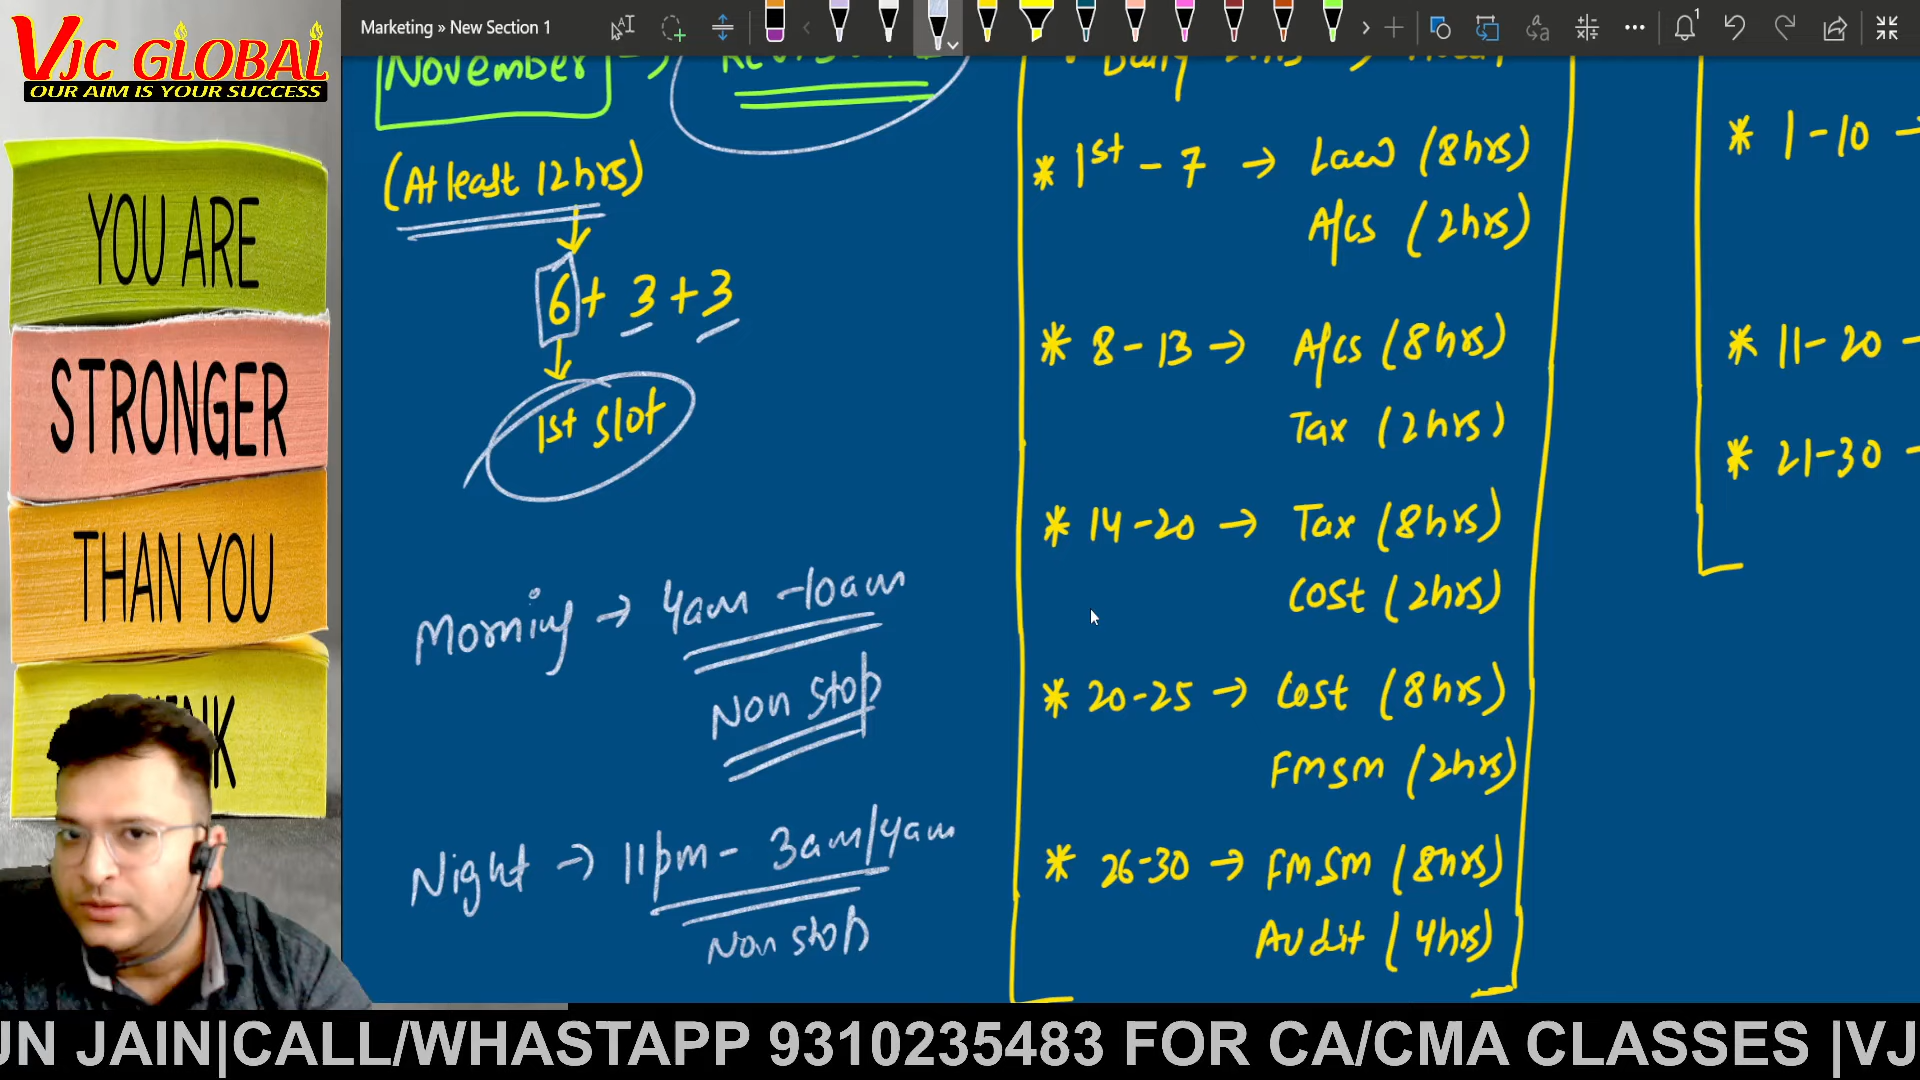 VJC GLOBAL
OUR AIM IS YOUR SUCCESS
YOU ARE
STRONGER
THAN YOU
Marketing » New Section 1
November →
(Atleast 12hrs)
6 + 3 + 3
1st slot
Morning → 4am - 10am
Non Stop
Night → 11pm - 3am/4am
Non stop
* 1st - 7 → Law (8hrs)
A/cs (2hrs)
* 8 - 13 → A/cs (8hrs)
Tax (2hrs)
* 14 - 20 → Tax (8hrs)
Cost (2hrs)
* 20 - 25 → Cost (8hrs)
FMSM (2hrs)
* 26 - 30 → FMSM (8hrs)
Audit (4hrs)
* 1 - 10 →
* 11 - 20 -
* 21 - 30 -
UN JAIN|CALL/WHASTAPP 9310235483 FOR CA/CMA CLASSES |VJ